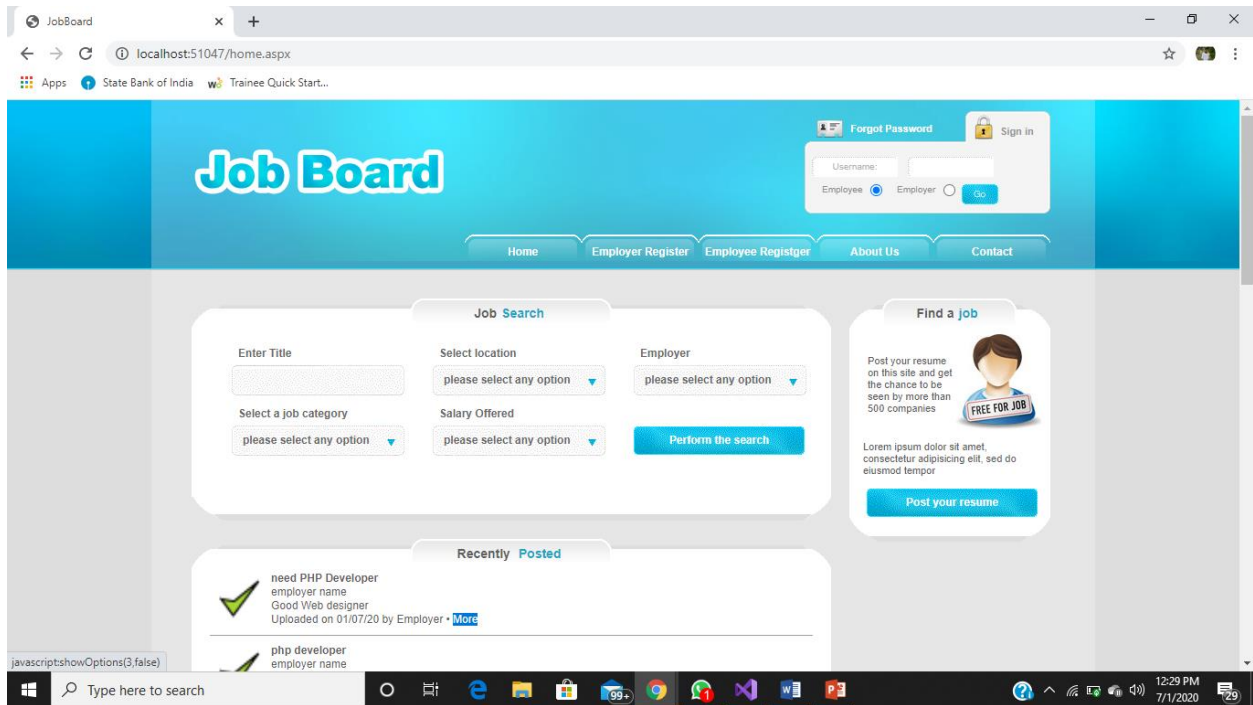 JobBoard
localhost:51047/home.aspx
Apps State Bank of India Trainee Quick Start...
Forgot Password Sign in
Job Board
Username:
Employee Employer Go
Home Employer Register Employee Registger About Us Contact
Job Search
Enter Title Select location Employer
please select any option please select any option
Select a job category Salary Offered
please select any option please select any option Perform the search
Find a job
Post your resume
on this site and get
the chance to be
seen by more than
500 companies
FREE FOR JOB
Lorem ipsum dolor sit amet,
consectetur adipisicing elit, sed do
eiusmod tempor
Post your resume
Recently Posted
need PHP Developer
employer name
Good Web designer
Uploaded on 01/07/20 by Employer • More
php developer
employer name
javascript:showOptions(3,false)
Type here to search
99+
1
12:29 PM
7/1/2020
29